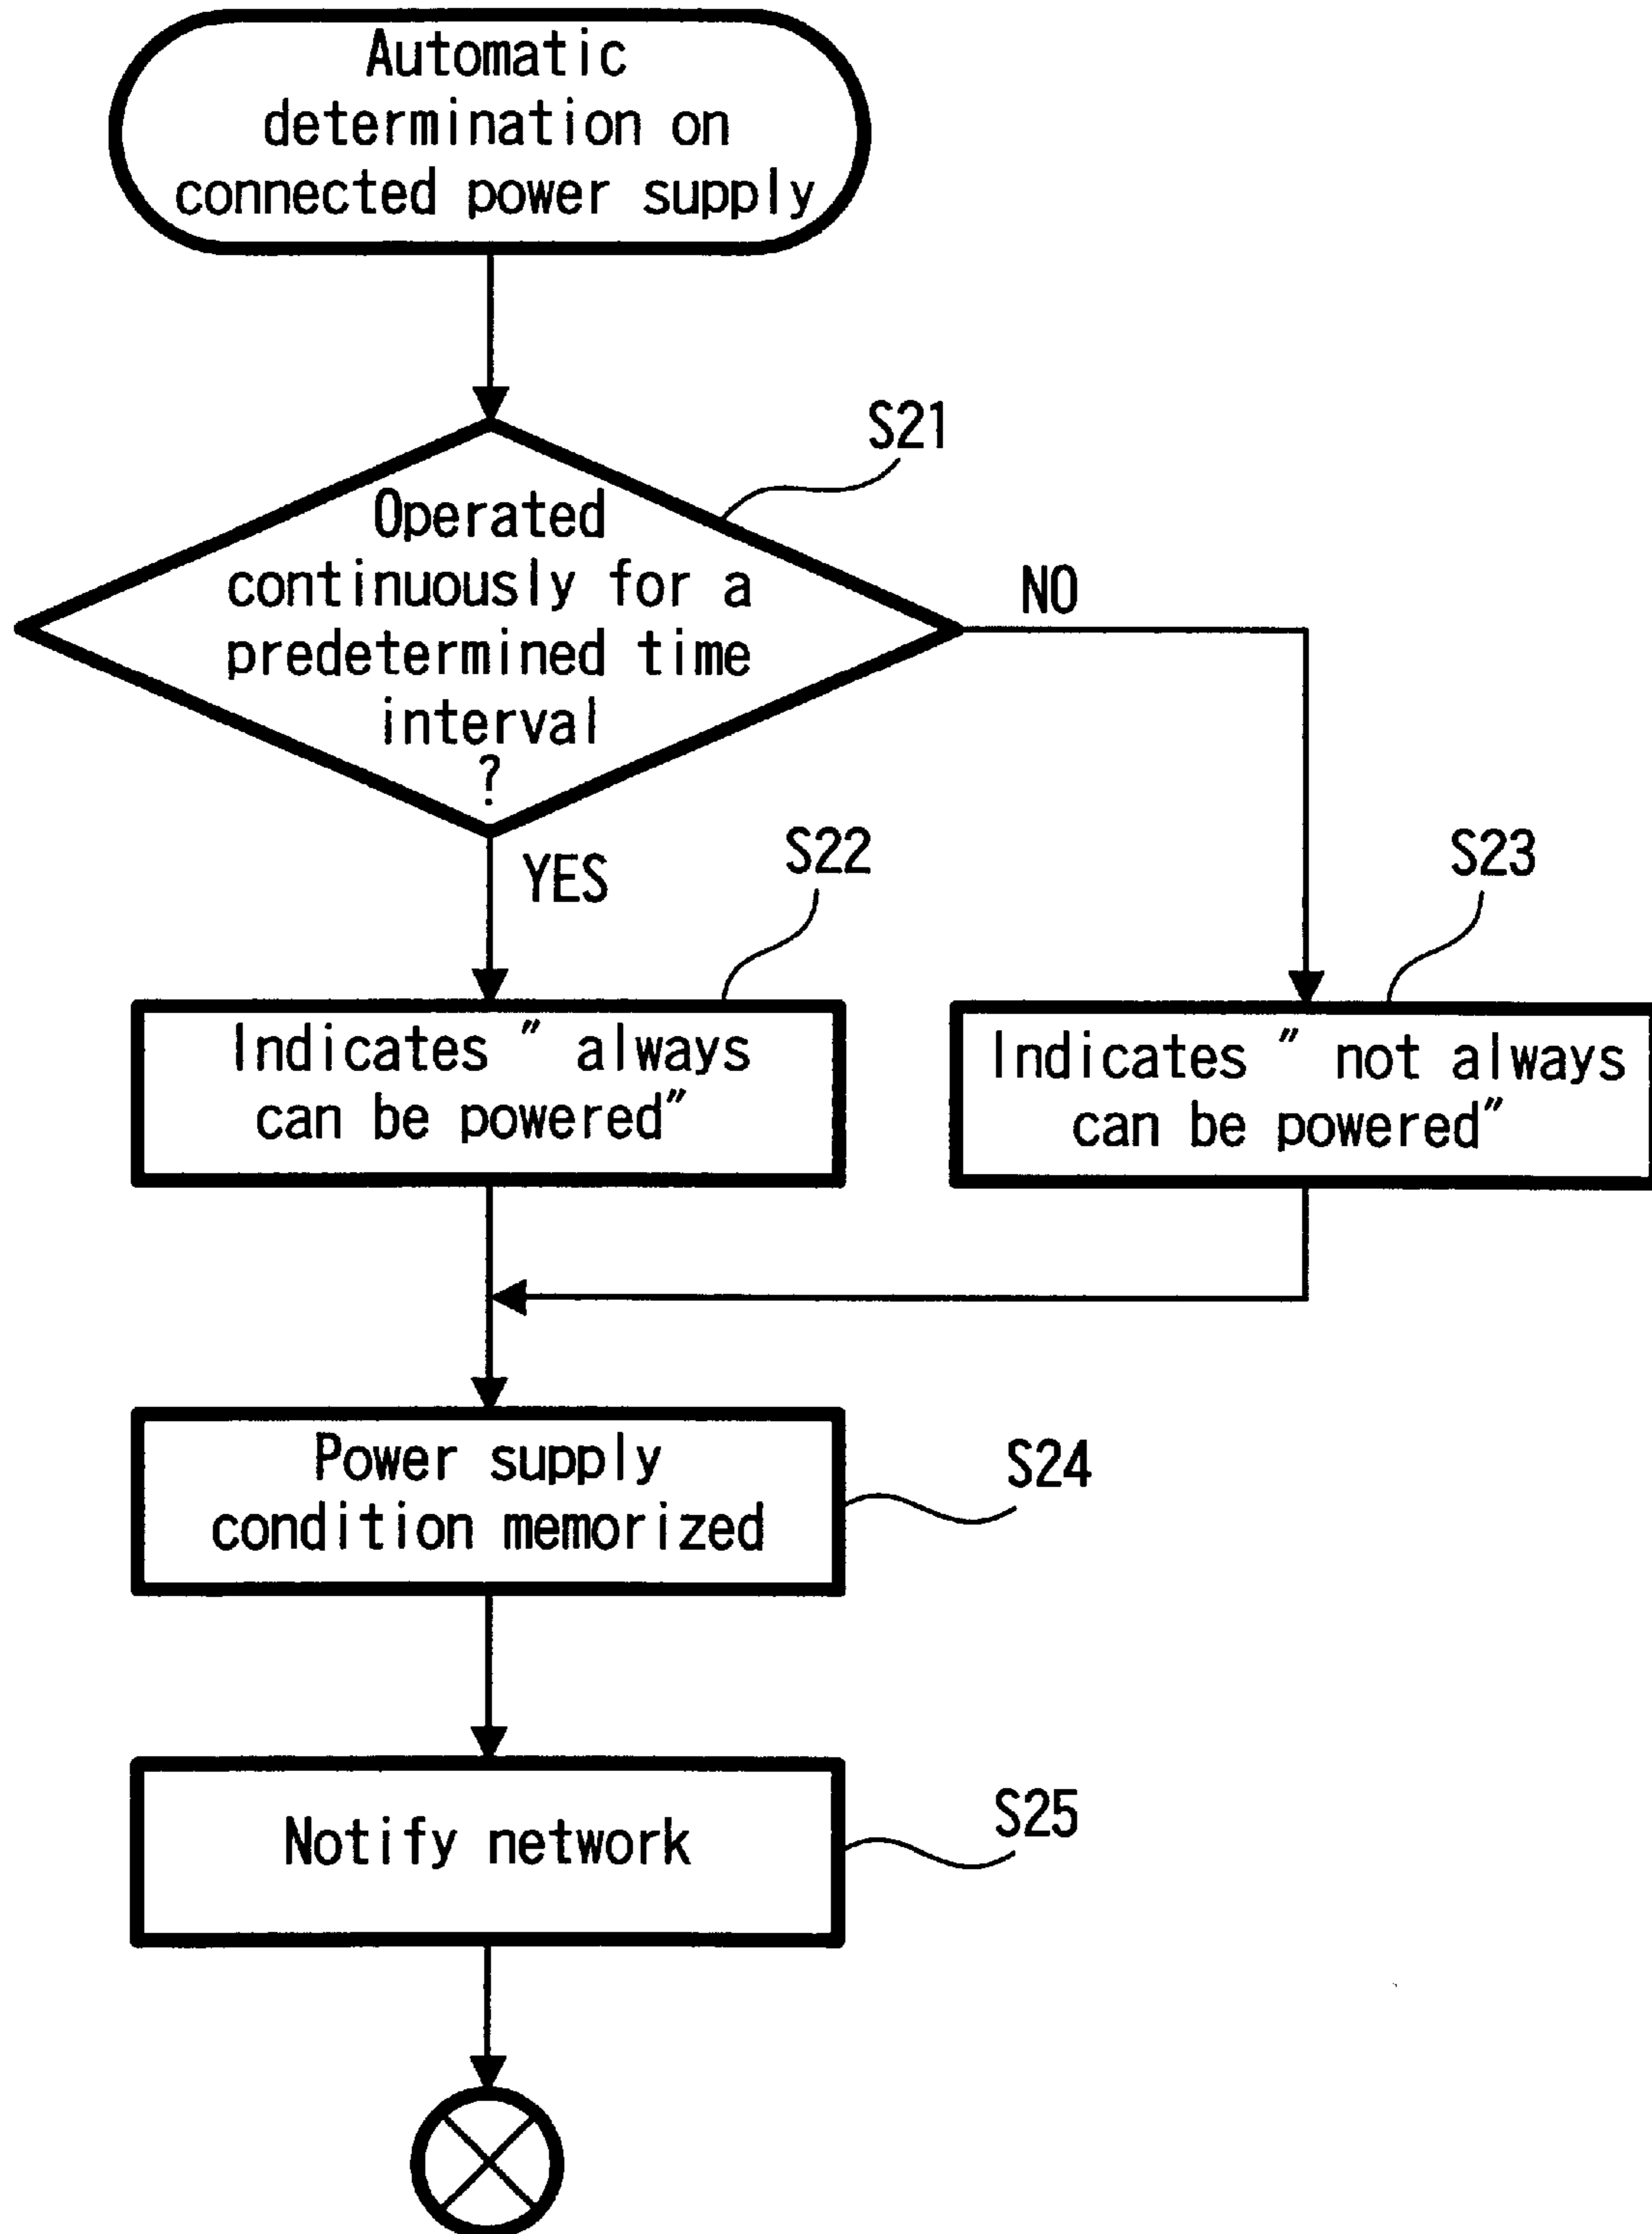 Automatic
determination on
connected power supply
S21
Operated
continuously for a
predetermined time
interval
?
NO
YES
S22
S23
Indicates " always
can be powered"
Indicates " not always
can be powered"
Power supply
condition memorized
S24
Notify network
S25